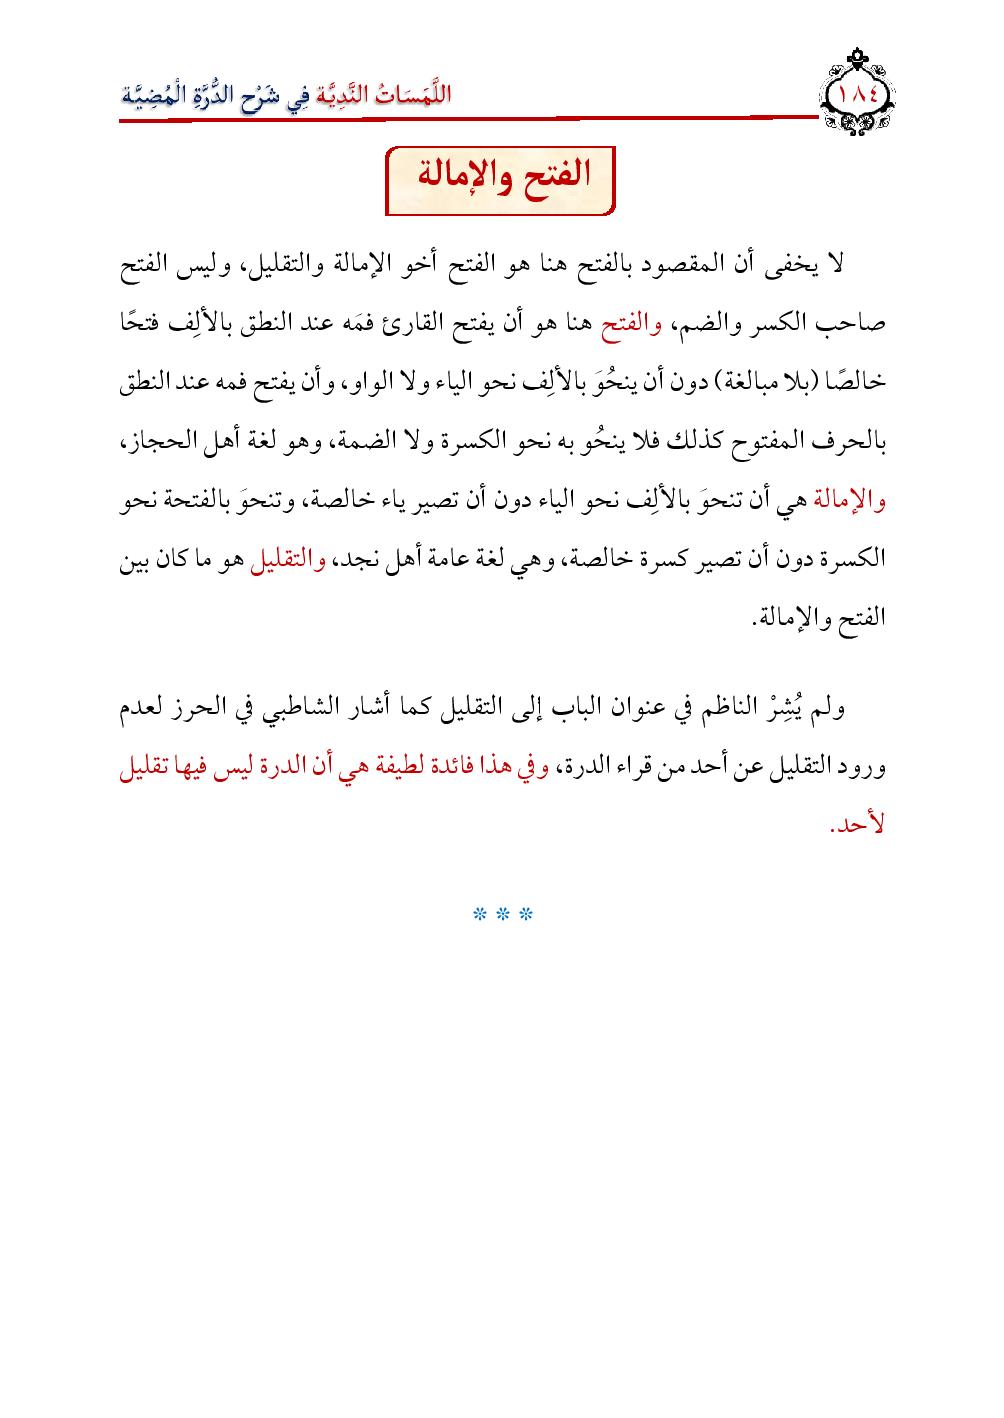 ١٨٤
اللَّمَسَاتُ النَّدِيَّة فِي شَرْح الدُّرَّةِ الْمُضِيَّة
الفتح والإمالة
لا يخفى أن المقصود بالفتح هنا هو الفتح أخو الإمالة والتقليل، وليس الفتح
صاحب الكسر والضم، والفتح هنا هو أن يفتح القارئ فمَه عند النطق بالألِف فتحًا
خالصًا (بلا مبالغة) دون أن ينحُوَ بالألِف نحو الياء ولا الواو، وأن يفتح فمه عند النطق
بالحرف المفتوح كذلك فلا ينحُو به نحو الكسرة ولا الضمة، وهو لغة أهل الحجاز،
والإمالة هي أن تنحوَ بالألِف نحو الياء دون أن تصير ياء خالصة، وتنحوَ بالفتحة نحو
الكسرة دون أن تصير كسرة خالصة، وهي لغة عامة أهل نجد، والتقليل هو ما كان بين
الفتح والإمالة.
ولم يُشِرْ الناظم في عنوان الباب إلى التقليل كما أشار الشاطبي في الحرز لعدم
ورود التقليل عن أحد من قراء الدرة، وفي هذا فائدة لطيفة هي أن الدرة ليس فيها تقليل
لأحد.
* * *